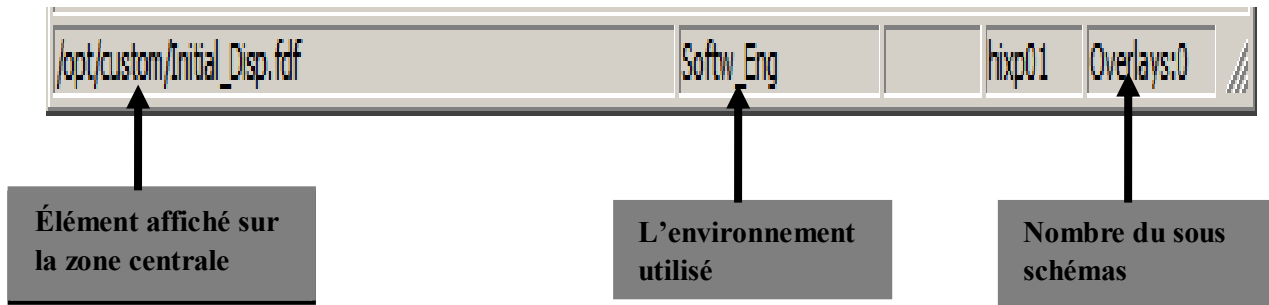 /opt/custom/Initial_Disp.fdf
Softw_Eng
hixp01
Overlays:0
Élément affiché sur
la zone centrale
L’environnement
utilisé
Nombre du sous
schémas